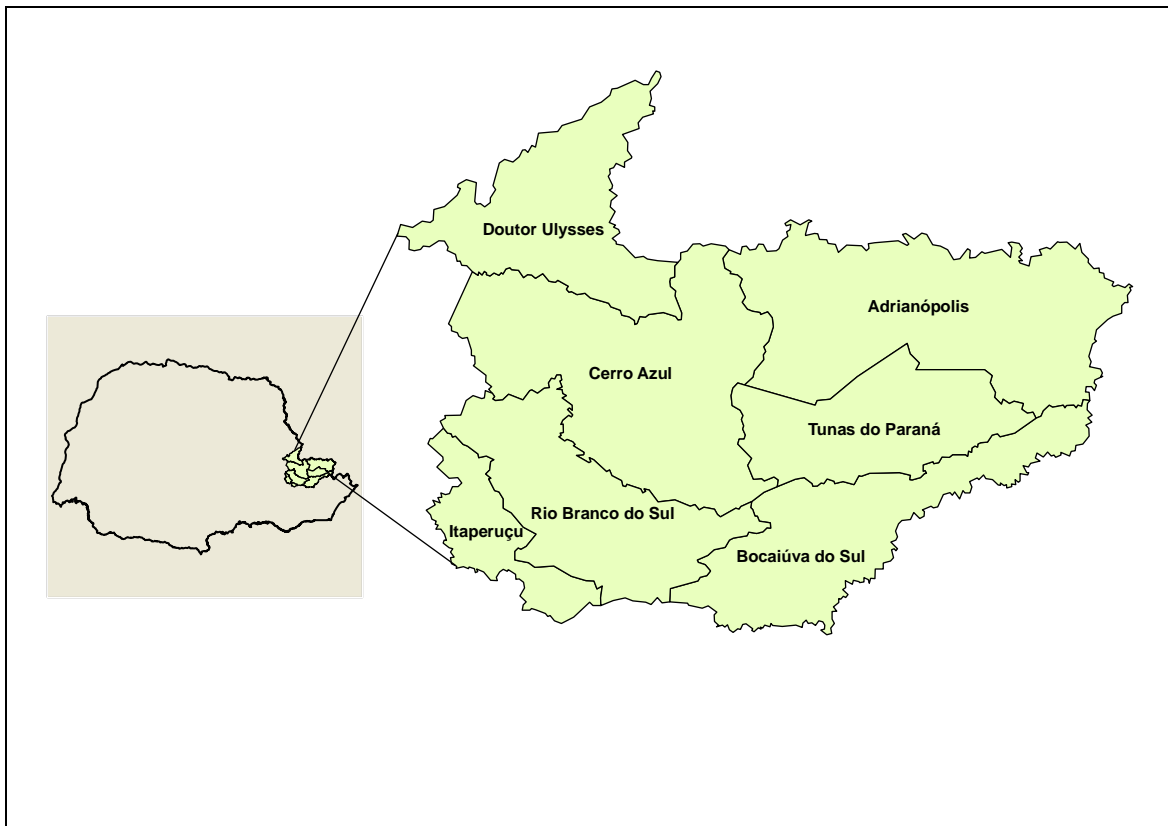 Doutor Ulysses
Adrianópolis
Cerro Azul
Tunas do Paraná
Rio Branco do Sul
Itaperuçu
Bocaiúva do Sul